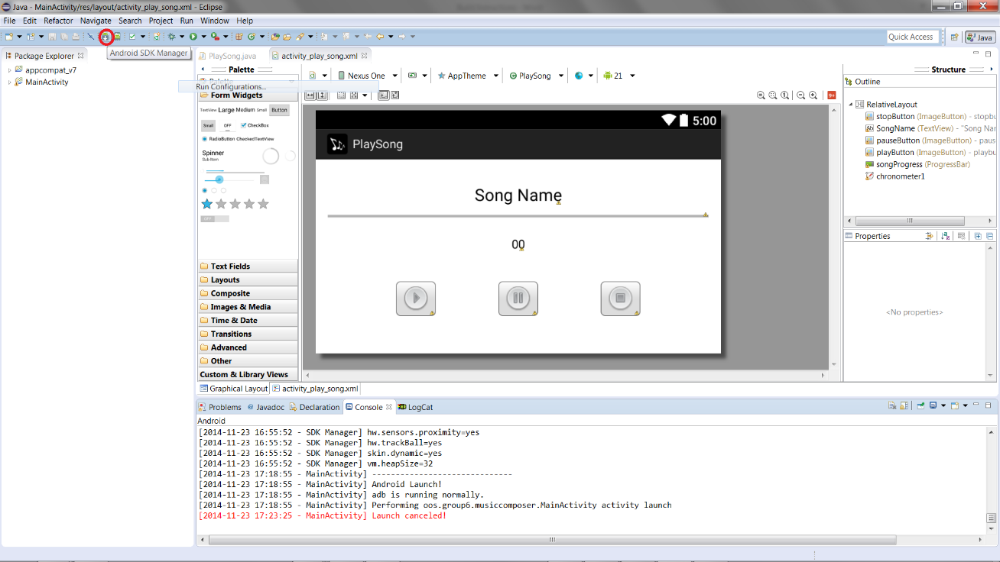 Java - MainActivity/res/layout/activity_play_song.xml - Eclipse
File Edit Refactor Navigate Search Project Run Window Help
Quick Access
Java
Android SDK Manager
Package Explorer
appcompat_v7
MainActivity
PlaySong.java
activity_play_song.xml
Palette
Palette
Run Configurations...
Form Widgets
TextView Large Medium Small Button
Small OFF CheckBox
RadioButton CheckedTextView
Spinner
Sub Item
OFF
Text Fields
Layouts
Composite
Images & Media
Time & Date
Transitions
Advanced
Other
Custom & Library Views
Nexus One AppTheme PlaySong 21
9+
5:00
PlaySong
Song Name
00
Graphical Layout activity_play_song.xml
Structure
Outline
RelativeLayout
stopButton (ImageButton) - stopbu
SongName (TextView) - "Song Nar
pauseButton (ImageButton) - paus
playButton (ImageButton) - playbu
songProgress (ProgressBar)
chronometer1
Properties
<No properties>
Problems Javadoc Declaration Console LogCat
Android
[2014-11-23 16:55:52 - SDK Manager] hw.sensors.proximity=yes
[2014-11-23 16:55:52 - SDK Manager] hw.trackBall=yes
[2014-11-23 16:55:52 - SDK Manager] skin.dynamic=yes
[2014-11-23 16:55:52 - SDK Manager] vm.heapSize=32
[2014-11-23 17:18:55 - MainActivity] ------------------------------
[2014-11-23 17:18:55 - MainActivity] Android Launch!
[2014-11-23 17:18:55 - MainActivity] adb is running normally.
[2014-11-23 17:18:55 - MainActivity] Performing oos.group6.musiccomposer.MainActivity activity launch
[2014-11-23 17:23:25 - MainActivity] Launch canceled!